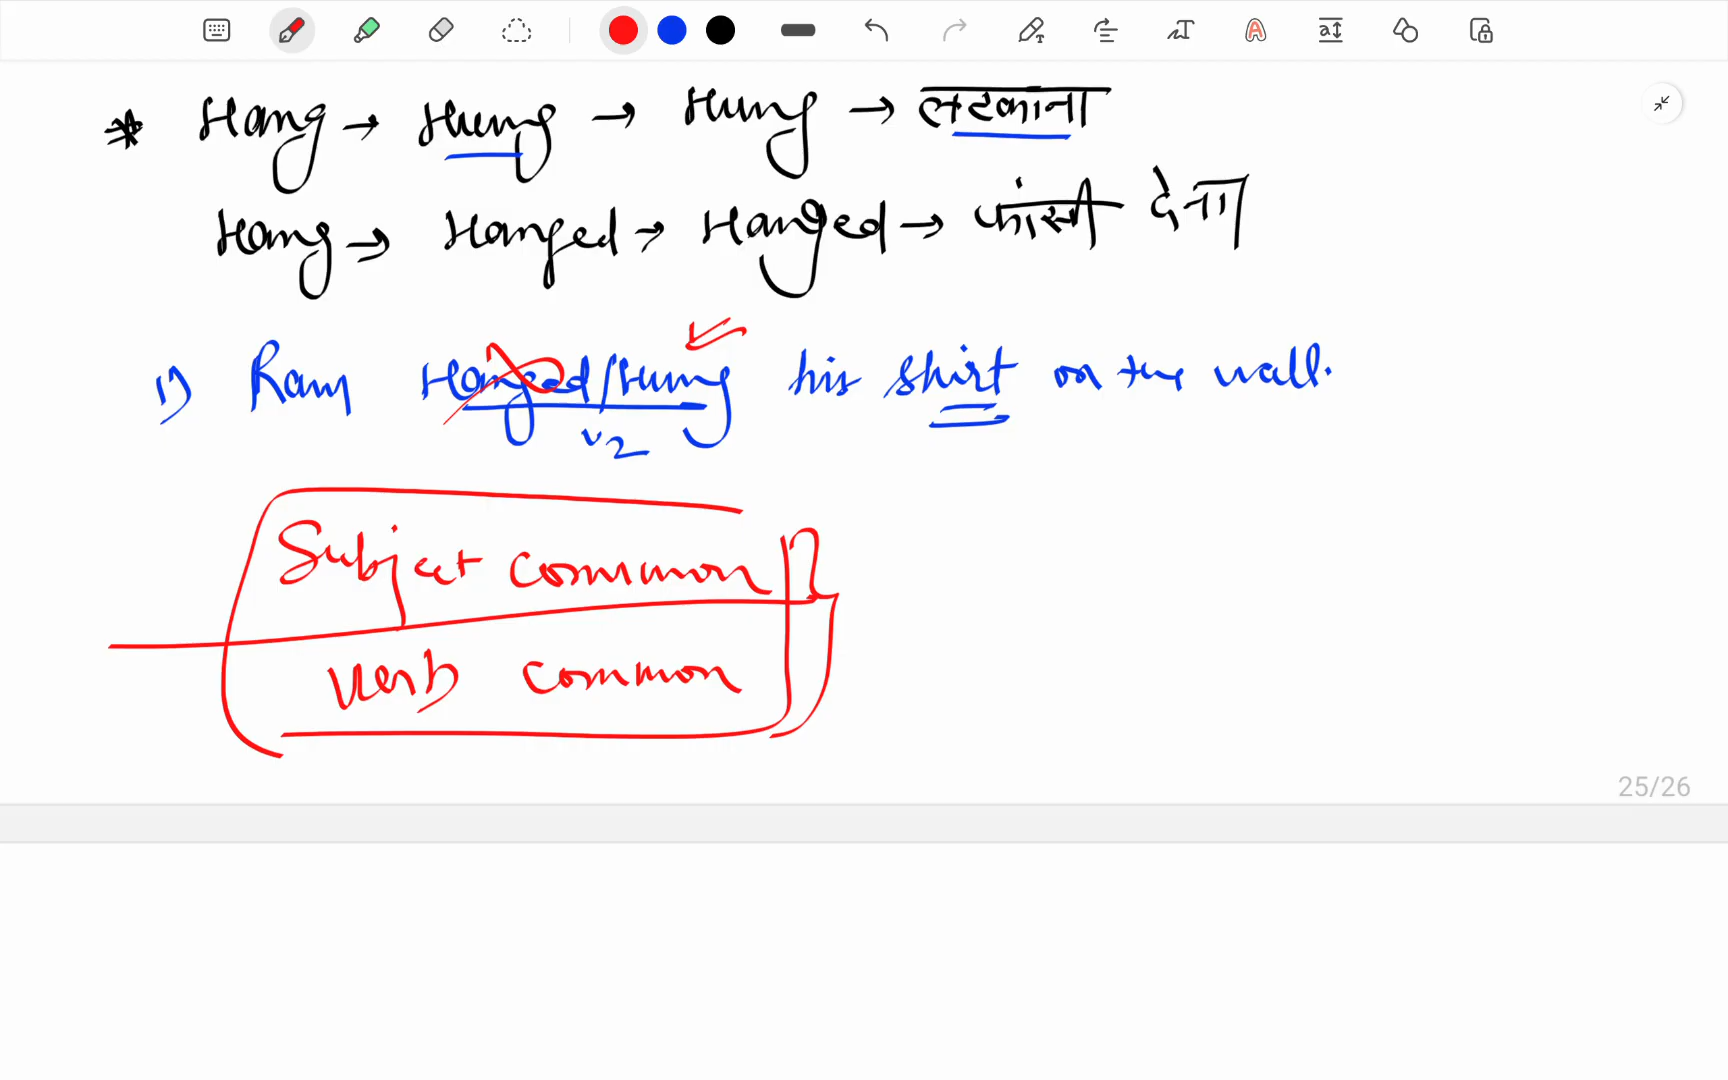 * Hang → Hung → Hung → लटकाना
Hang → Hanged → Hanged → फांसी देना
1) Ram Hanged/Hung his shirt on the wall.
v2
Subject common
Verb common
25/26